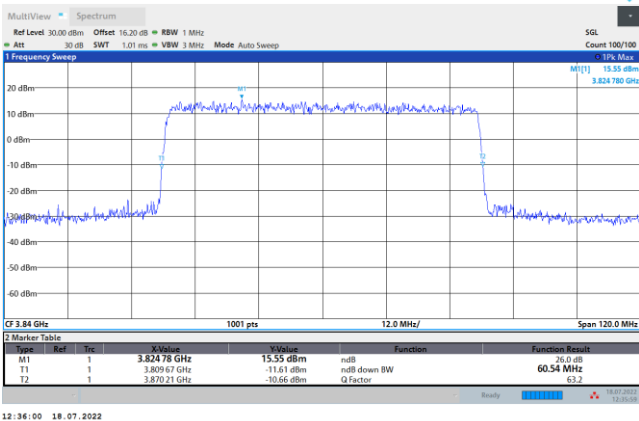 MultiView Spectrum
Ref Level 30.00 dBm Offset 16.20 dB RBW 1 MHz SGL
Att 30 dB SWT 1.01 ms VBW 3 MHz Mode Auto Sweep Count 100/100
1 Frequency Sweep 1Pk Max
M1[1] 15.55 dBm
3.824 780 GHz
20 dBm
M1
10 dBm
0 dBm
-10 dBm
T1
T2
-20 dBm
-30 dBm
-40 dBm
-50 dBm
-60 dBm
CF 3.84 GHz 1001 pts 12.0 MHz/ Span 120.0 MHz
2 Marker Table
Type Ref Trc X-Value Y-Value Function Function Result
M1 1 3.824 78 GHz 15.55 dBm ndB 26.0 dB
T1 1 3.809 67 GHz -11.61 dBm ndB down BW 60.54 MHz
T2 1 3.870 21 GHz -10.66 dBm Q Factor 63.2
Ready 18.07.2022
12:35:59
12:36:00 18.07.2022